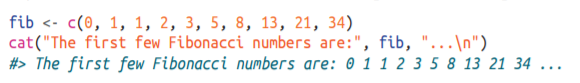 fib <- c(0, 1, 1, 2, 3, 5, 8, 13, 21, 34)
cat("The first few Fibonacci numbers are:", fib, "...\n")
#> The first few Fibonacci numbers are: 0 1 1 2 3 5 8 13 21 34 ...